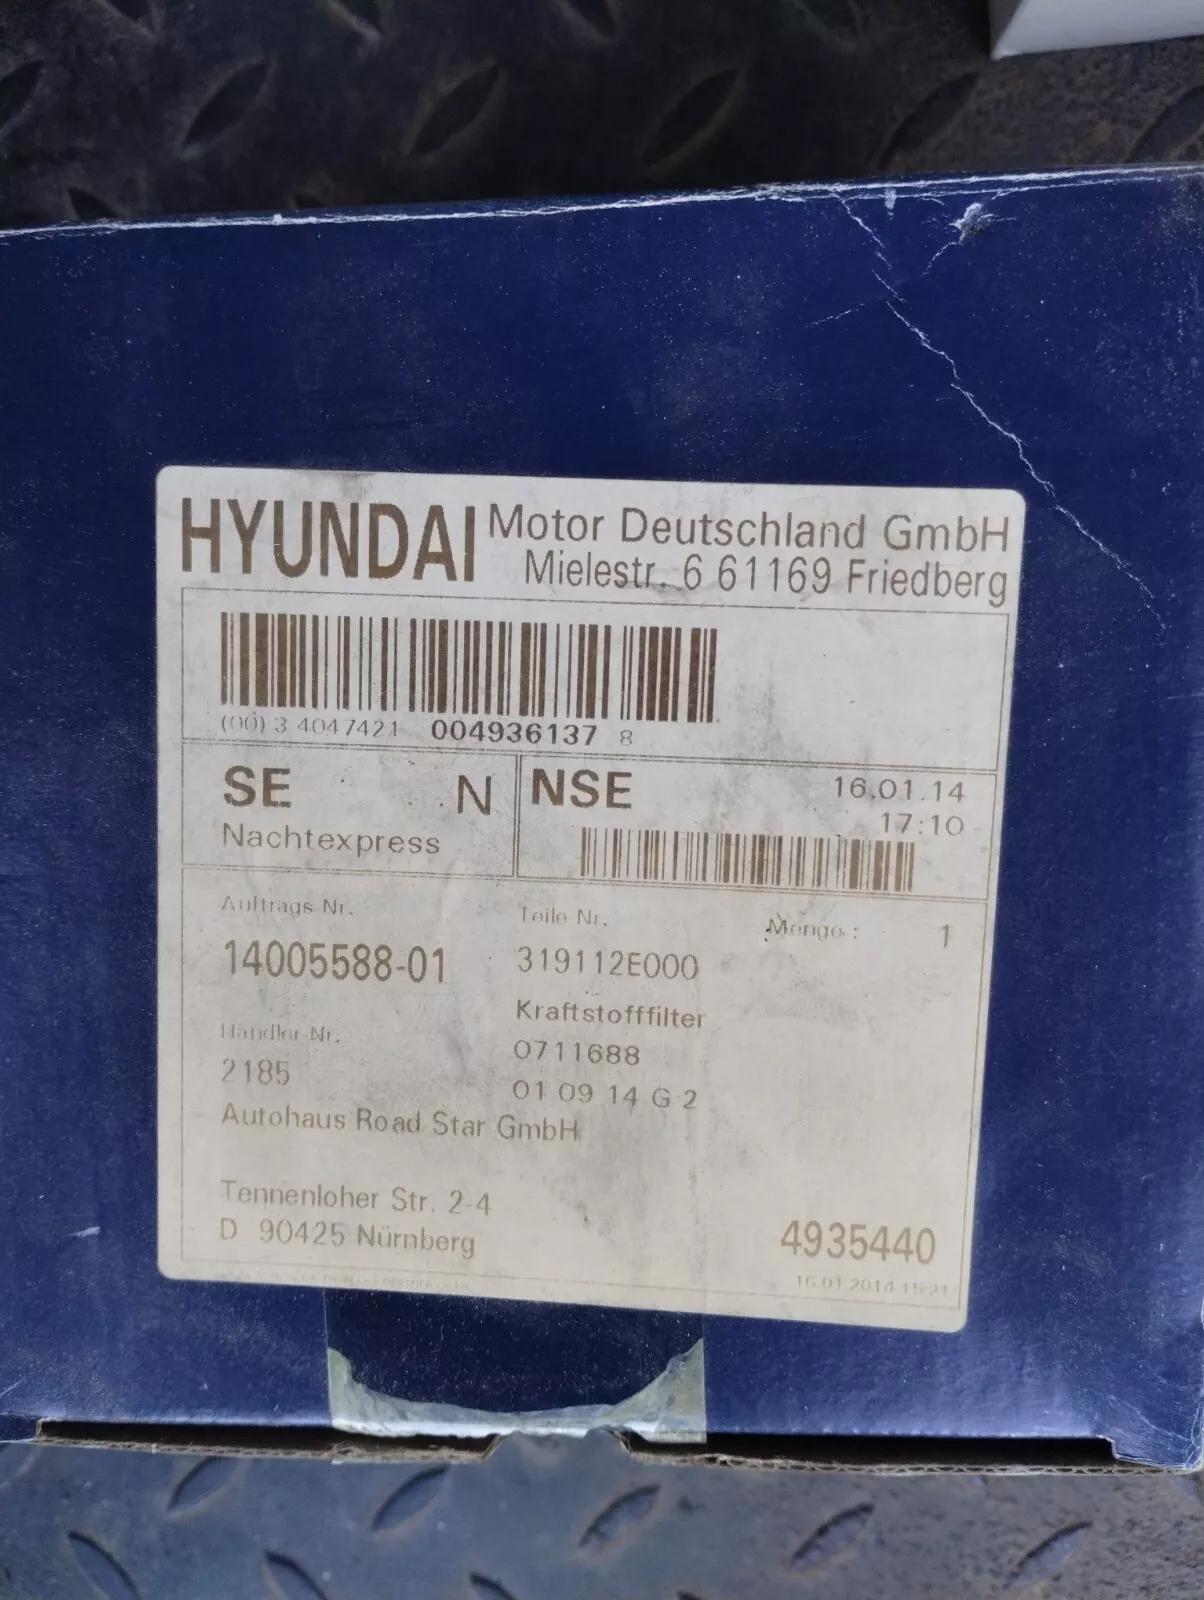 HYUNDAI Motor Deutschland GmbH
Mielestr. 6 61169 Friedberg
(00) 3 4047421 004936137 8
SE N
Nachtexpress
NSE 16.01.14
17:10
Auftrags-Nr.
14005588-01
Teile-Nr.
Menge: 1
319112E000
Kraftstofffilter
0711688
01 09 14 G 2
Händler-Nr.
2185
Autohaus Road Star GmbH
Tennenloher Str. 2-4
D 90425 Nürnberg
4935440
16.01.2014 15:21